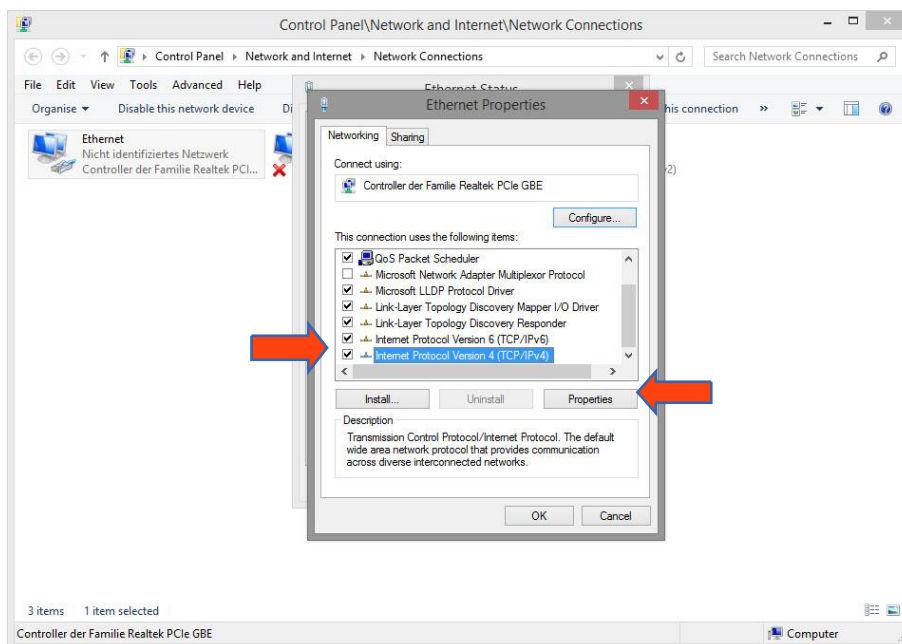 Control Panel\Network and Internet\Network Connections
Control Panel Network and Internet Network Connections
Search Network Connections
File Edit View Tools Advanced Help
Organise Disable this network device Di
his connection »
Ethernet
Nicht identifiziertes Netzwerk
Controller der Familie Realtek PCI...
Ethernet Status
Ethernet Properties
Networking Sharing
Connect using:
Controller der Familie Realtek PCIe GBE
Configure...
This connection uses the following items:
QoS Packet Scheduler
Microsoft Network Adapter Multiplexor Protocol
Microsoft LLDP Protocol Driver
Link-Layer Topology Discovery Mapper I/O Driver
Link-Layer Topology Discovery Responder
Internet Protocol Version 6 (TCP/IPv6)
Internet Protocol Version 4 (TCP/IPv4)
Install... Uninstall Properties
Description
Transmission Control Protocol/Internet Protocol. The default
wide area network protocol that provides communication
across diverse interconnected networks.
OK Cancel
3 items 1 item selected
Controller der Familie Realtek PCIe GBE
Computer